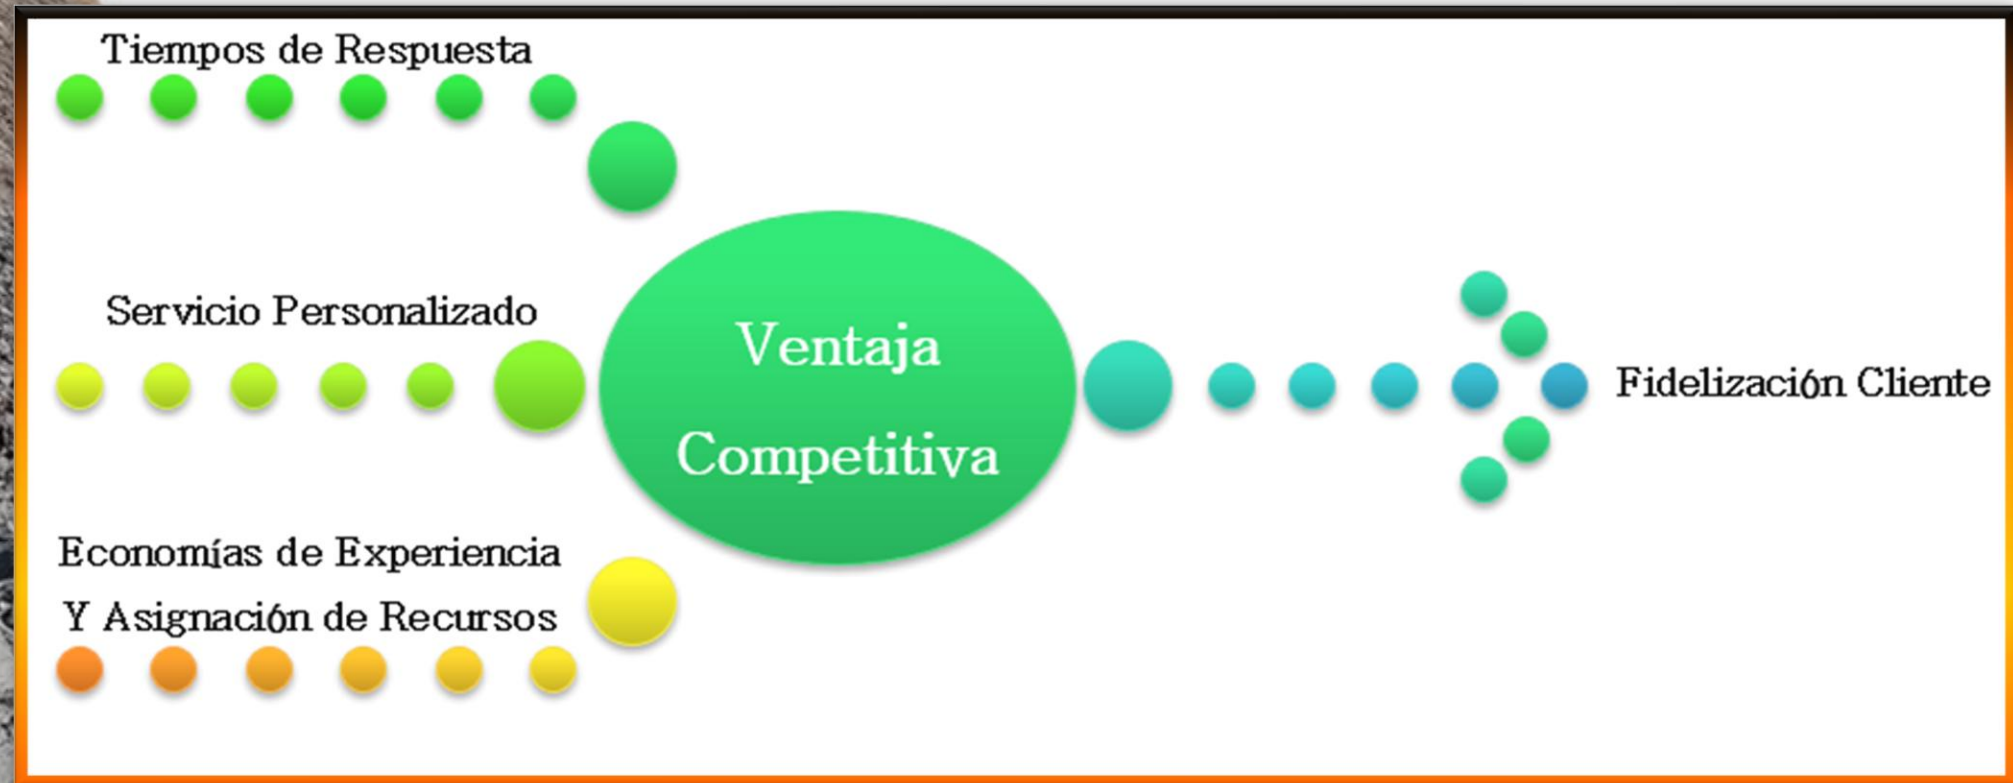 Tiempos de Respuesta
Servicio Personalizado
Economías de Experiencia
Y Asignación de Recursos
Ventaja
Competitiva
Fidelización Cliente